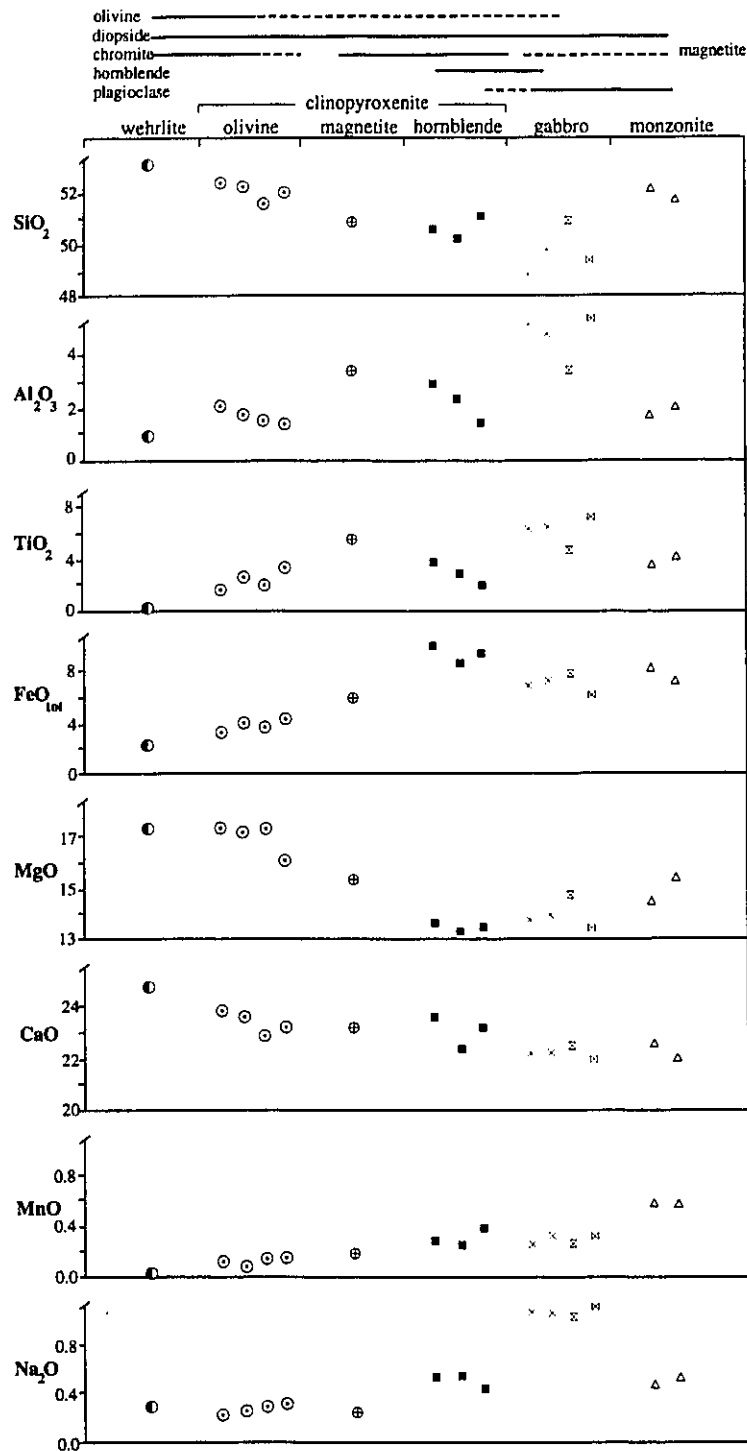 olivine
diopside
chromite magnetite
hornblende
plagioclase
clinopyroxenite
wehrlite olivine magnetite hornblende gabbro monzonite
SiO2
52
50
48
Al2O3
4
2
0
TiO2
8
4
0
FeOtot
8
4
0
MgO
17
15
13
CaO
24
22
20
MnO
0.8
0.4
0.0
Na2O
0.8
0.4
0.0